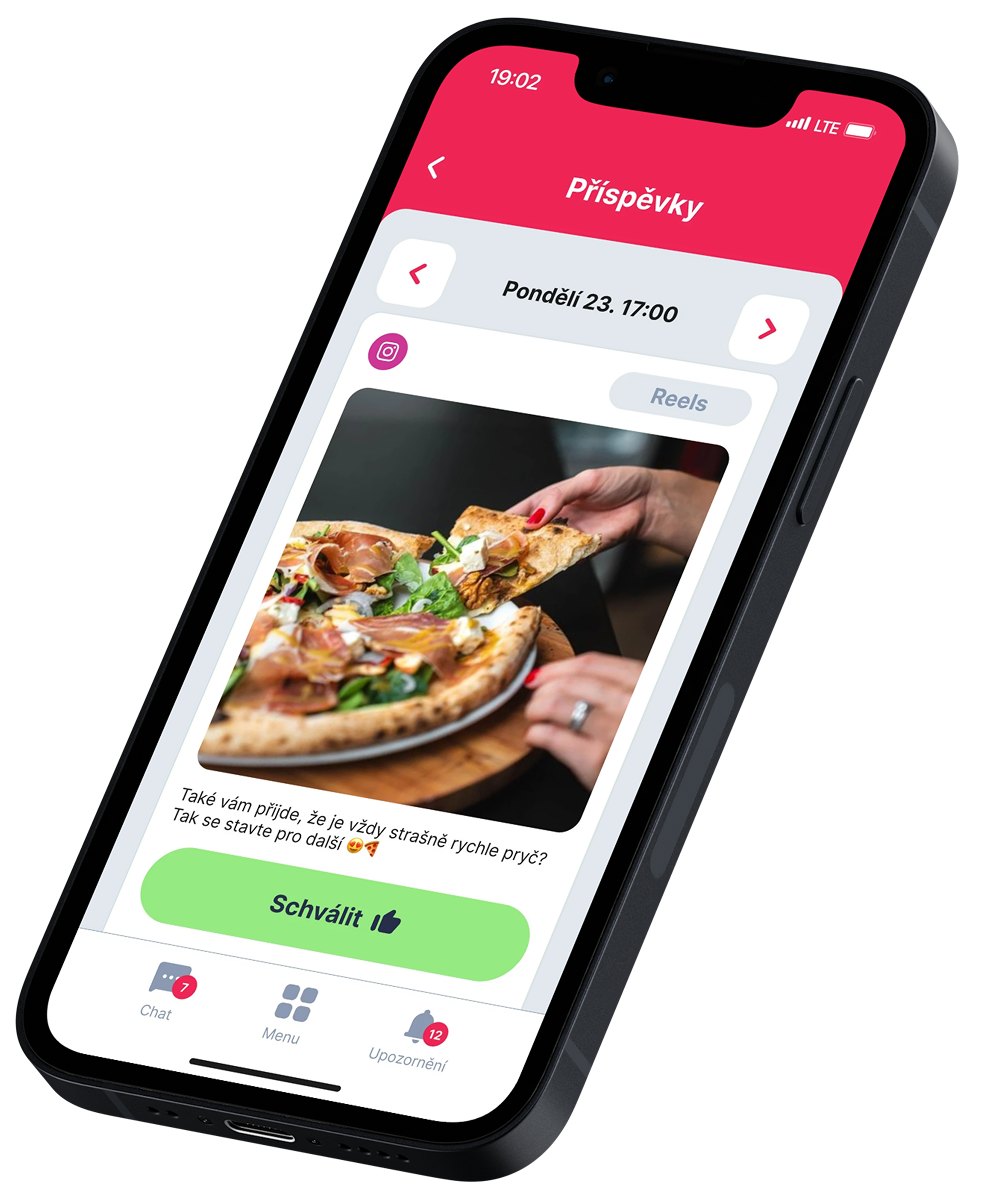 19:02
LTE
Příspěvky
Pondělí 23. 17:00
Reels
Také vám přijde, že je vždy strašně rychle pryč?
Tak se stavte pro další 😍🍕
Schválit
7
12
Chat
Menu
Upozornění